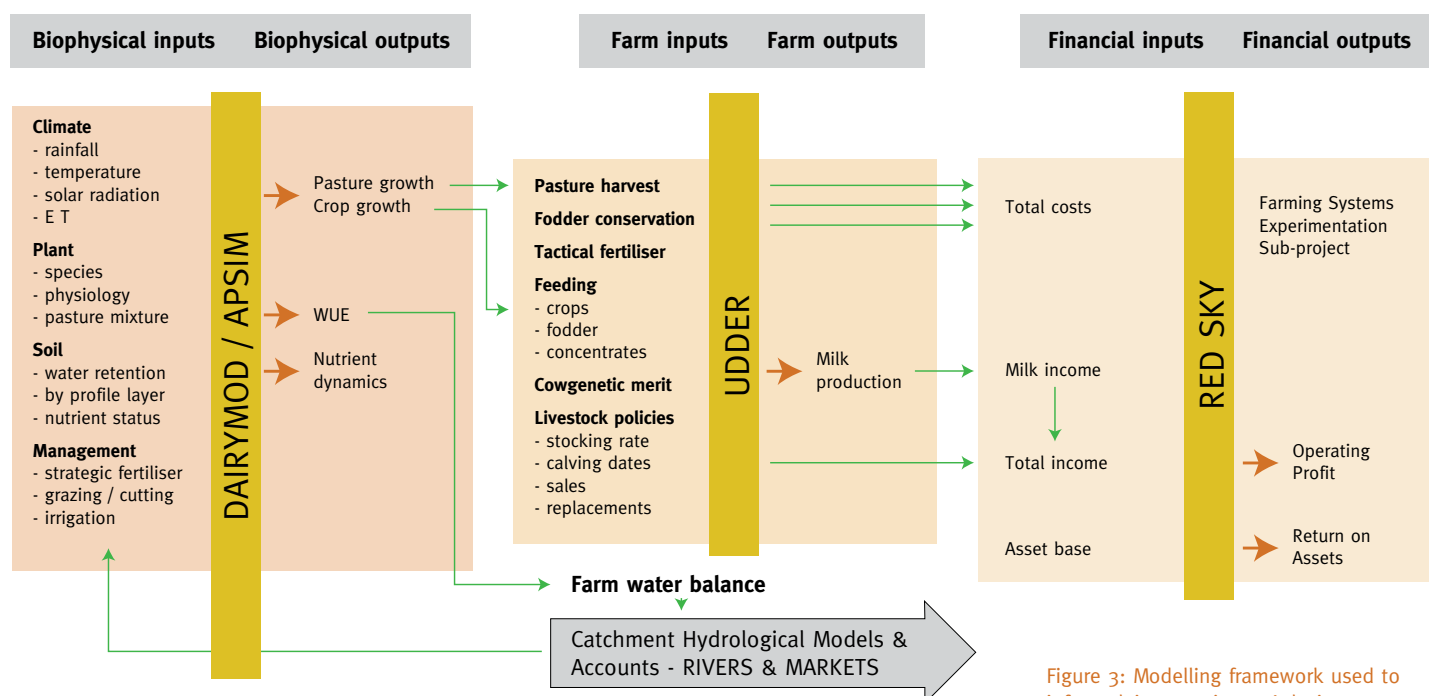 Biophysical inputs
Biophysical outputs
Farm inputs
Farm outputs
Financial inputs
Financial outputs
Climate
- rainfall
- temperature
- solar radiation
- E T
Plant
- species
- physiology
- pasture mixture
Soil
- water retention
- by profile layer
- nutrient status
Management
- strategic fertiliser
- grazing / cutting
- irrigation
DAIRYMOD / APSIM
Pasture growth
Crop growth
WUE
Nutrient
dynamics
Pasture harvest
Fodder conservation
Tactical fertiliser
Feeding
- crops
- fodder
- concentrates
Cowgenetic merit
Livestock policies
- stocking rate
- calving dates
- sales
- replacements
UDDER
Milk
production
Total costs
Milk income
Total income
Asset base
RED SKY
Farming Systems
Experimentation
Sub-project
Operating
Profit
Return on
Assets
Farm water balance
Catchment Hydrological Models &
Accounts - RIVERS & MARKETS
Figure 3: Modelling framework used to